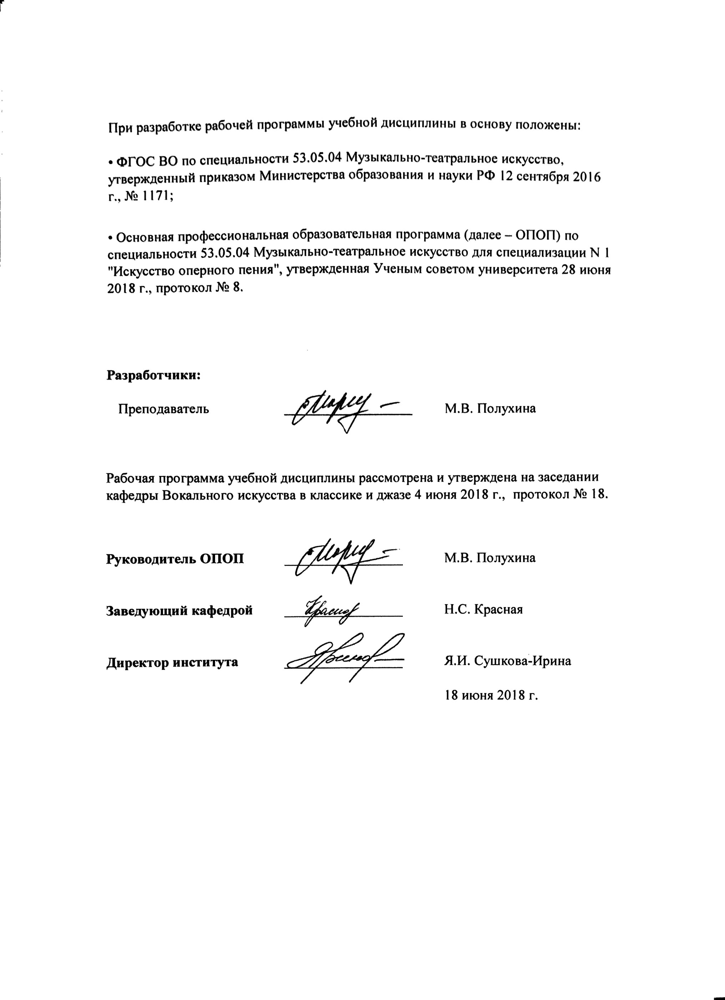 При разработке рабочей программы учебной дисциплины в основу положены:
• ФГОС ВО по специальности 53.05.04 Музыкально-театральное искусство,
утвержденный приказом Министерства образования и науки РФ 12 сентября 2016
г., № 1171;
• Основная профессиональная образовательная программа (далее – ОПОП) по
специальности 53.05.04 Музыкально-театральное искусство для специализации N 1
"Искусство оперного пения", утвержденная Ученым советом университета 28 июня
2018 г., протокол № 8.
Разработчики:
Преподаватель М.В. Полухина
Рабочая программа учебной дисциплины рассмотрена и утверждена на заседании
кафедры Вокального искусства в классике и джазе 4 июня 2018 г., протокол № 18.
Руководитель ОПОП М.В. Полухина
Заведующий кафедрой Н.С. Красная
Директор института Я.И. Сушкова-Ирина
18 июня 2018 г.